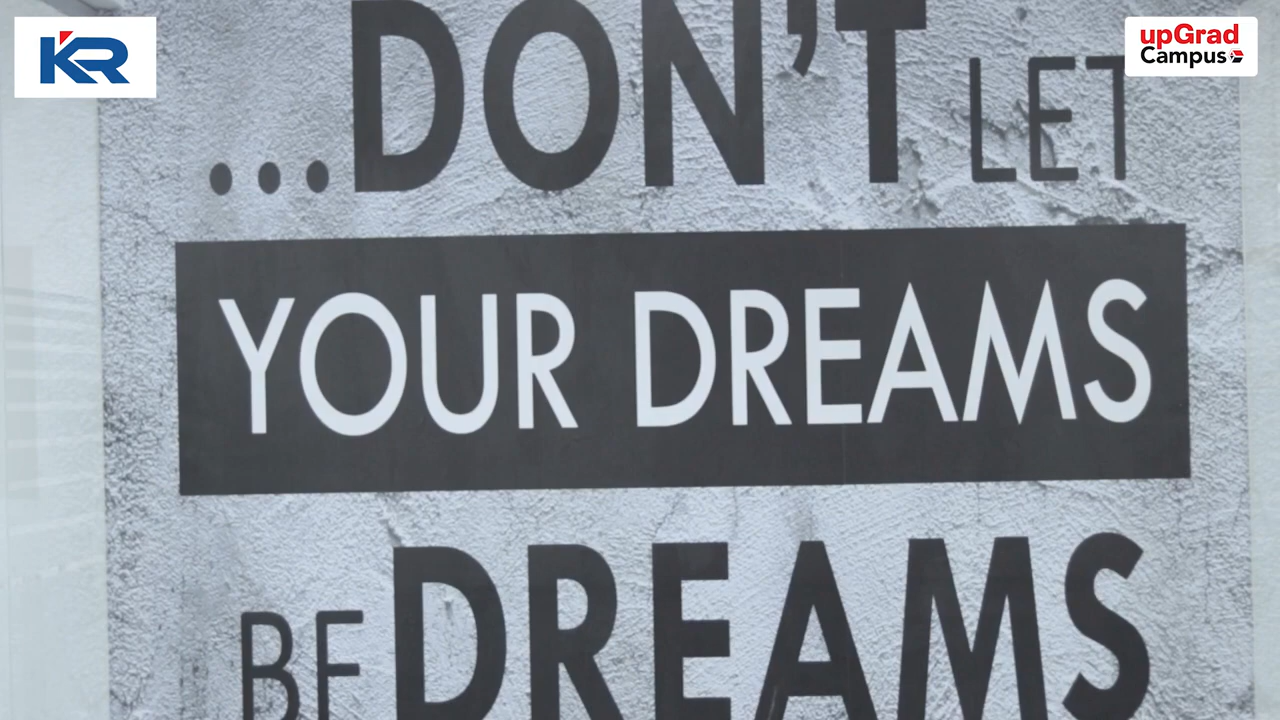 KR
upGrad
Campus
...DON'T LET
YOUR DREAMS
BE DREAMS